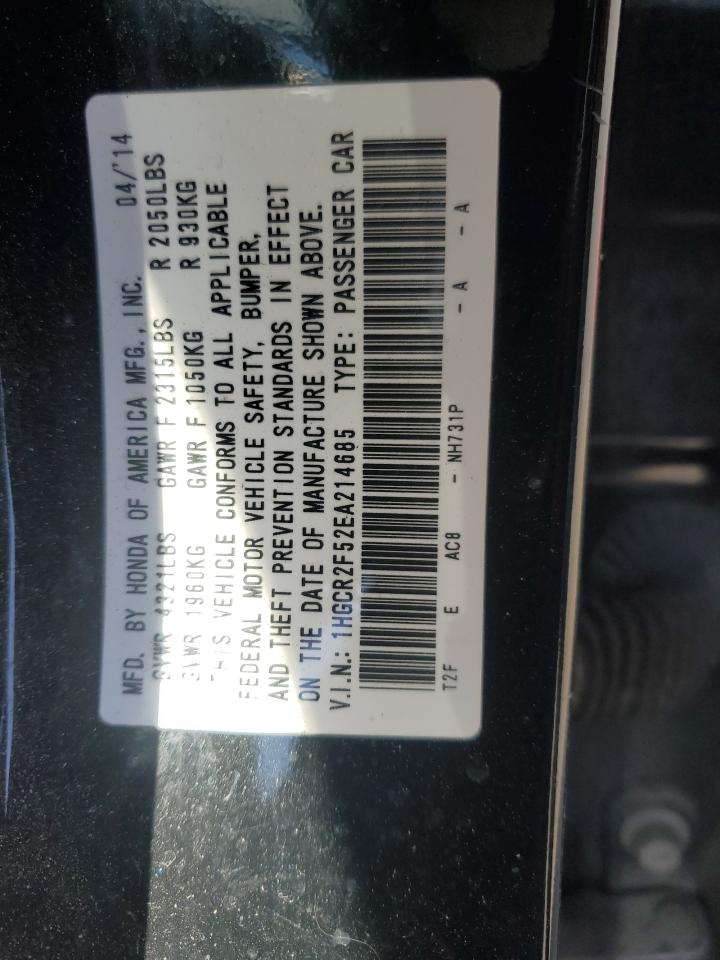 MFD. BY HONDA OF AMERICA MFG., INC. 04/'14
GVWR 4321LBS GAWR F 2315LBS R 2050LBS
GVWR 1960KG GAWR F 1050KG R 930KG
THIS VEHICLE CONFORMS TO ALL APPLICABLE
FEDERAL MOTOR VEHICLE SAFETY, BUMPER,
AND THEFT PREVENTION STANDARDS IN EFFECT
ON THE DATE OF MANUFACTURE SHOWN ABOVE.
V.I.N.: 1HGCR2F52EA214685 TYPE: PASSENGER CAR
T2F E AC8 - NH731P - A - A